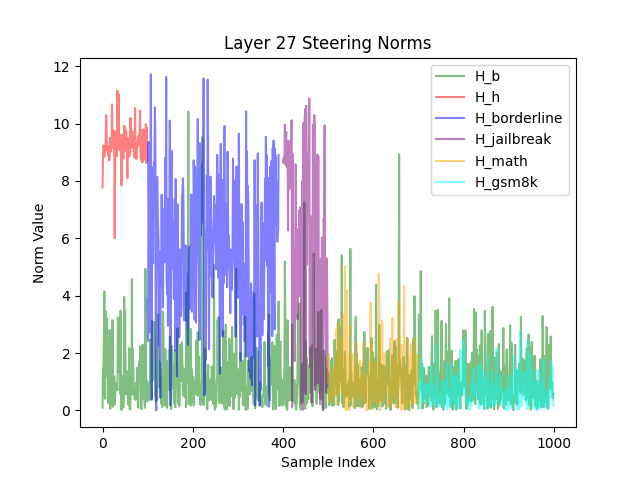 Layer 27 Steering Norms
12
10
8
6
4
2
0
Norm Value
0
200
400
600
800
1000
Sample Index
H_b
H_h
H_borderline
H_jailbreak
H_math
H_gsm8k